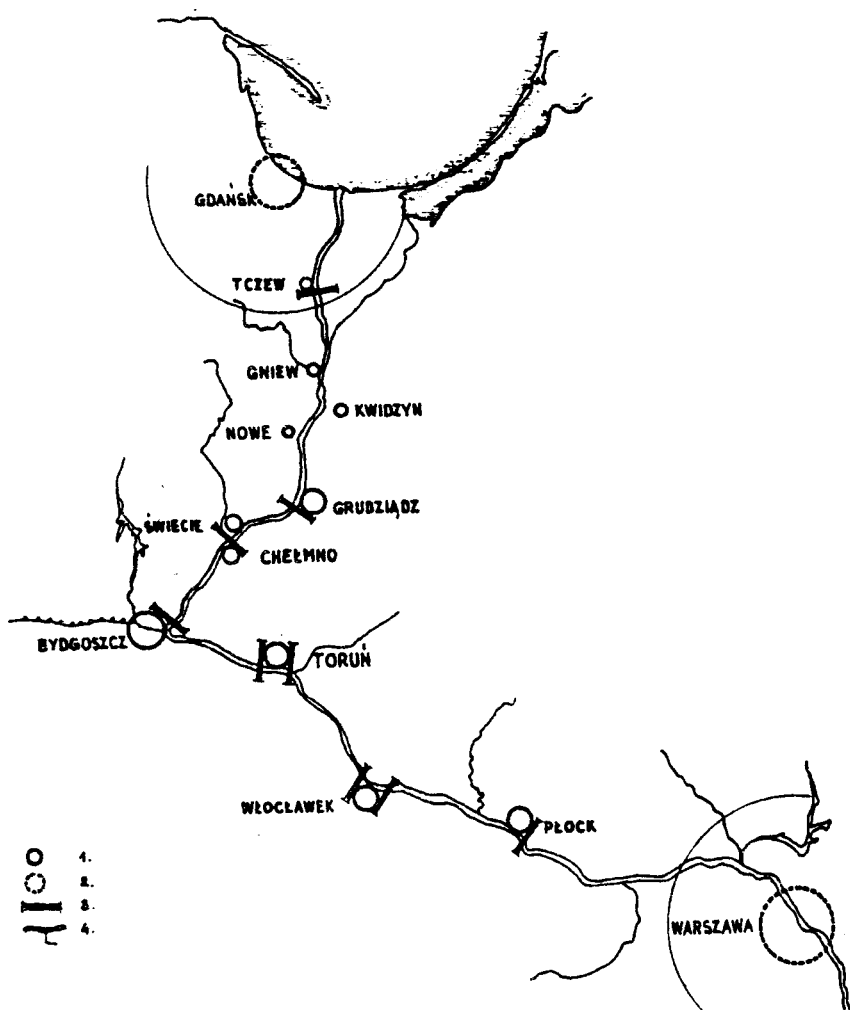 GDAŃSK
TCZEW
GNIEW
KWIDZYN
NOWE
GRUDZIĄDZ
ŚWIECIE
CHEŁMNO
BYDGOSZCZ
TORUŃ
WŁOCŁAWEK
PŁOCK
WARSZAWA
1.
2.
3.
4.